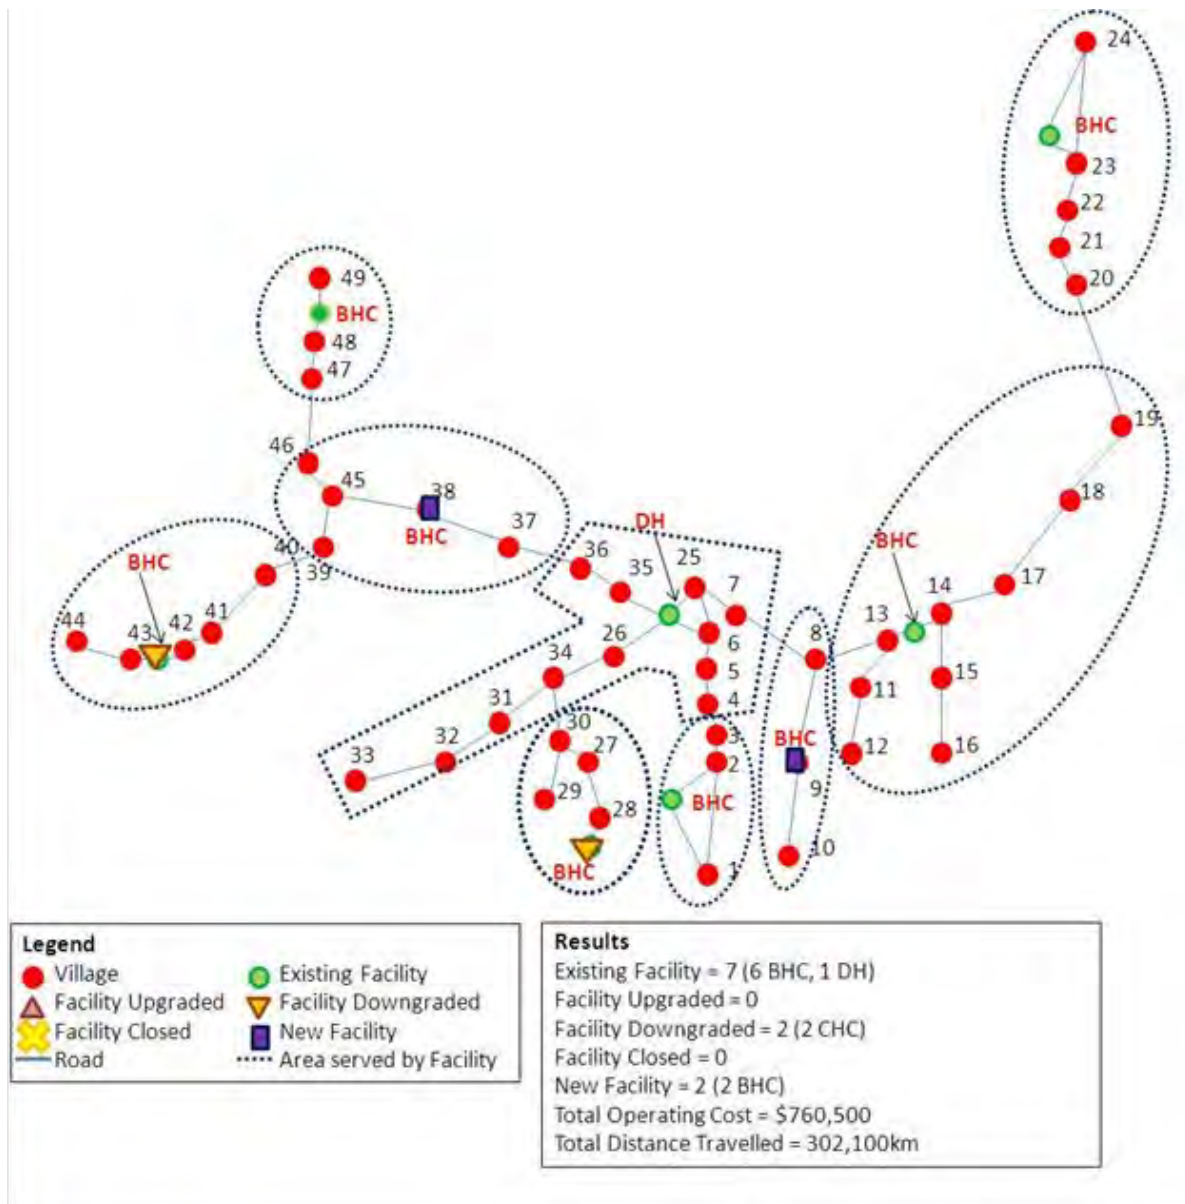 24
BHC
23
22
21
20
49
BHC
48
47
19
46
45
38
18
BHC
37
DH
36
25
BHC
40
39
35
7
14
17
BHC
13
41
42
26
6
8
44
43
34
5
15
11
31
4
30
3
33
32
27
2
BHC
12
16
9
29
28
BHC
BHC
10
1
Legend
Village
Existing Facility
Facility Upgraded
Facility Downgraded
Facility Closed
New Facility
Road
Area served by Facility
Results
Existing Facility = 7 (6 BHC, 1 DH)
Facility Upgraded = 0
Facility Downgraded = 2 (2 CHC)
Facility Closed = 0
New Facility = 2 (2 BHC)
Total Operating Cost = $760,500
Total Distance Travelled = 302,100km